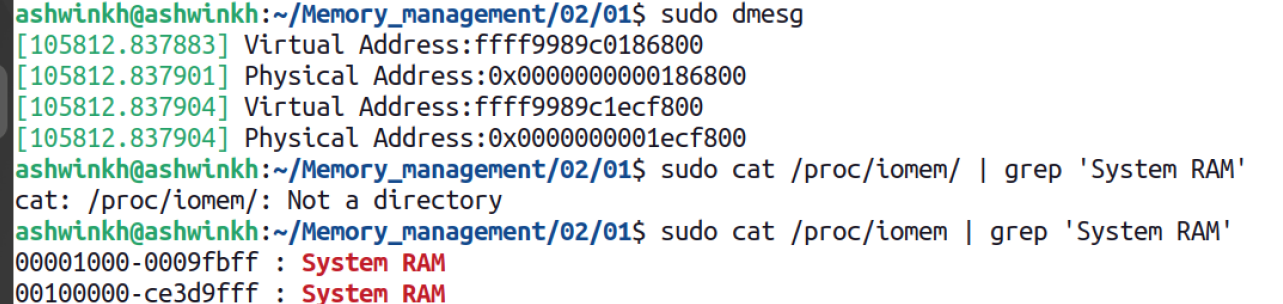 ashwinkh@ashwinkh:~/Memory_management/02/01$ sudo dmesg
[105812.837883] Virtual Address:ffff9989c0186800
[105812.837901] Physical Address:0x0000000000186800
[105812.837904] Virtual Address:ffff9989c1ecf800
[105812.837904] Physical Address:0x0000000001ecf800
ashwinkh@ashwinkh:~/Memory_management/02/01$ sudo cat /proc/iomem/ | grep 'System RAM'
cat: /proc/iomem/: Not a directory
ashwinkh@ashwinkh:~/Memory_management/02/01$ sudo cat /proc/iomem | grep 'System RAM'
00001000-0009fbff : System RAM
00100000-ce3d9fff : System RAM